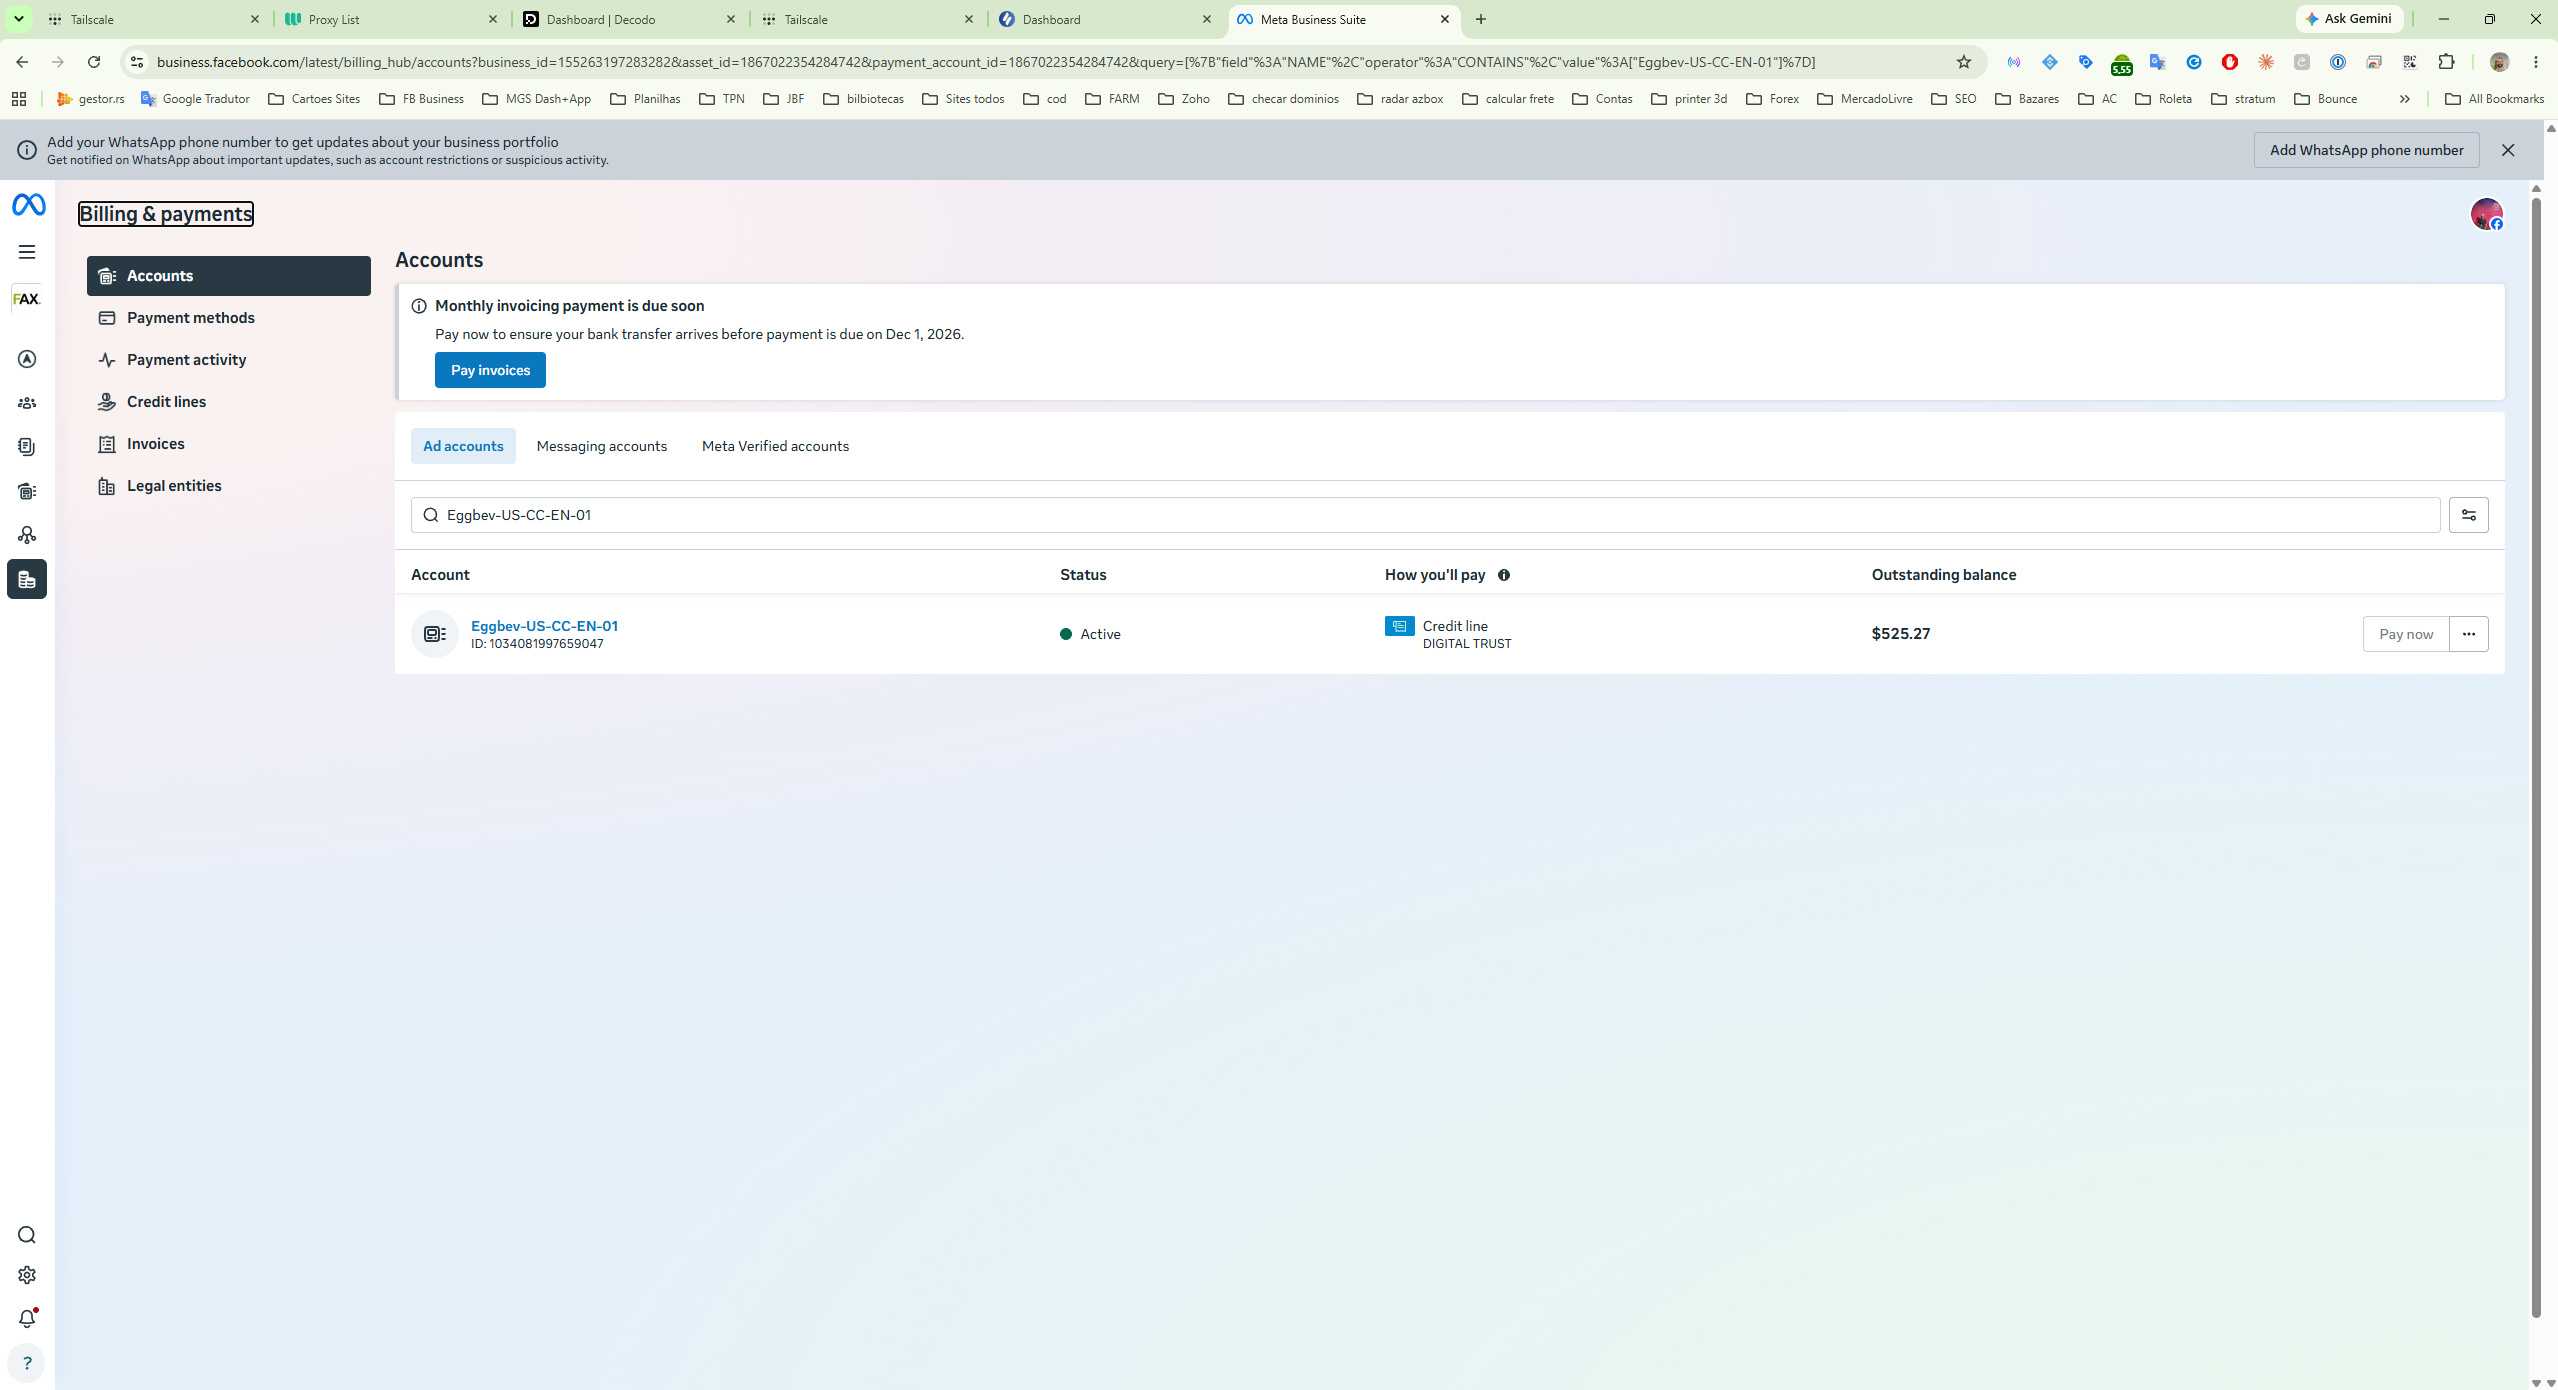 Tailscale
Proxy List
Dashboard | Decodo
Tailscale
Dashboard
Meta Business Suite
Ask Gemini
business.facebook.com/latest/billing_hub/accounts?business_id=155263197283282&asset_id=1867022354284742&payment_account_id=1867022354284742&query=[%7B"field"%3A"NAME"%2C"operator"%3A"CONTAINS"%2C"value"%3A["Eggbev-US-CC-EN-01"]%7D]
5,55
gestor.rs
Google Tradutor
Cartoes Sites
FB Business
MGS Dash+App
Planilhas
TPN
JBF
bilbiotecas
Sites todos
cod
FARM
Zoho
checar dominios
radar azbox
calcular frete
Contas
printer 3d
Forex
MercadoLivre
SEO
Bazares
AC
Roleta
stratum
Bounce
All Bookmarks
Add your WhatsApp phone number to get updates about your business portfolio
Get notified on WhatsApp about important updates, such as account restrictions or suspicious activity.
Add WhatsApp phone number
Billing & payments
FAX.
Accounts
Payment methods
Payment activity
Credit lines
Invoices
Legal entities
Accounts
Monthly invoicing payment is due soon
Pay now to ensure your bank transfer arrives before payment is due on Dec 1, 2026.
Pay invoices
Ad accounts
Messaging accounts
Meta Verified accounts
Eggbev-US-CC-EN-01
Account
Status
How you'll pay
Outstanding balance
Eggbev-US-CC-EN-01
ID: 1034081997659047
Active
Credit line
DIGITAL TRUST
$525.27
Pay now
?